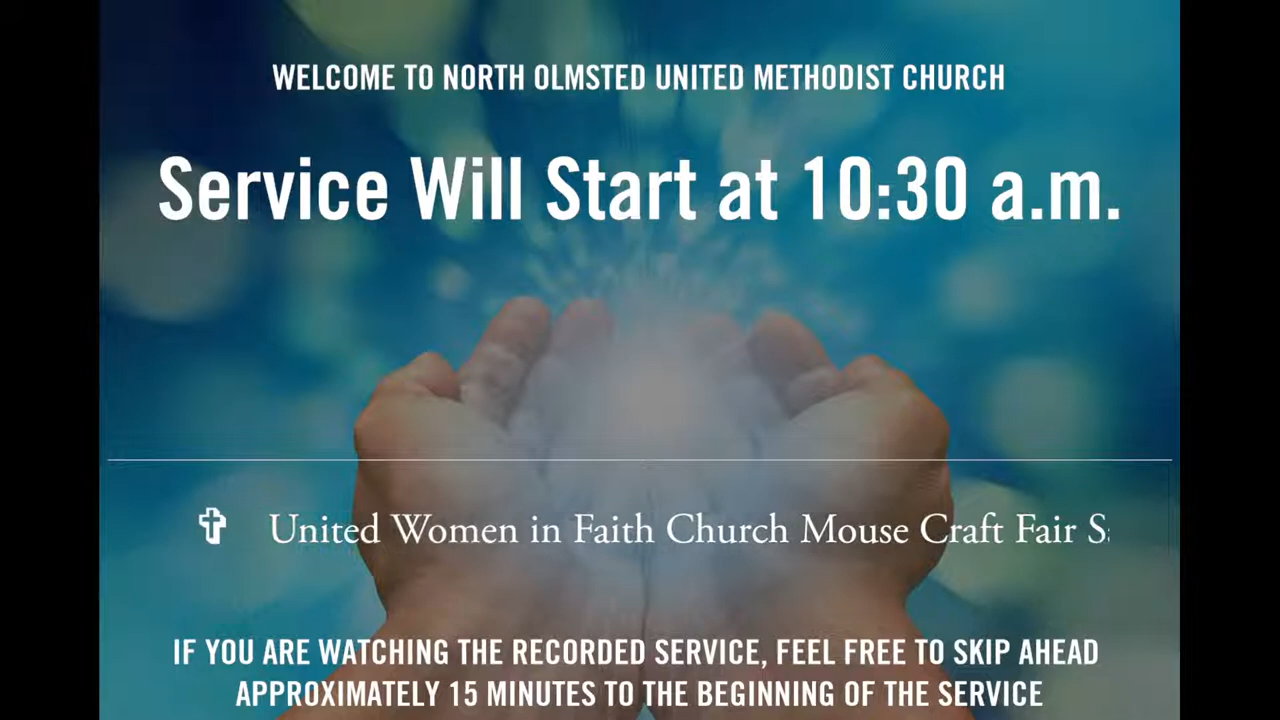 WELCOME TO NORTH OLMSTED UNITED METHODIST CHURCH
Service Will Start at 10:30 a.m.
United Women in Faith Church Mouse Craft Fair
IF YOU ARE WATCHING THE RECORDED SERVICE, FEEL FREE TO SKIP AHEAD
APPROXIMATELY 15 MINUTES TO THE BEGINNING OF THE SERVICE